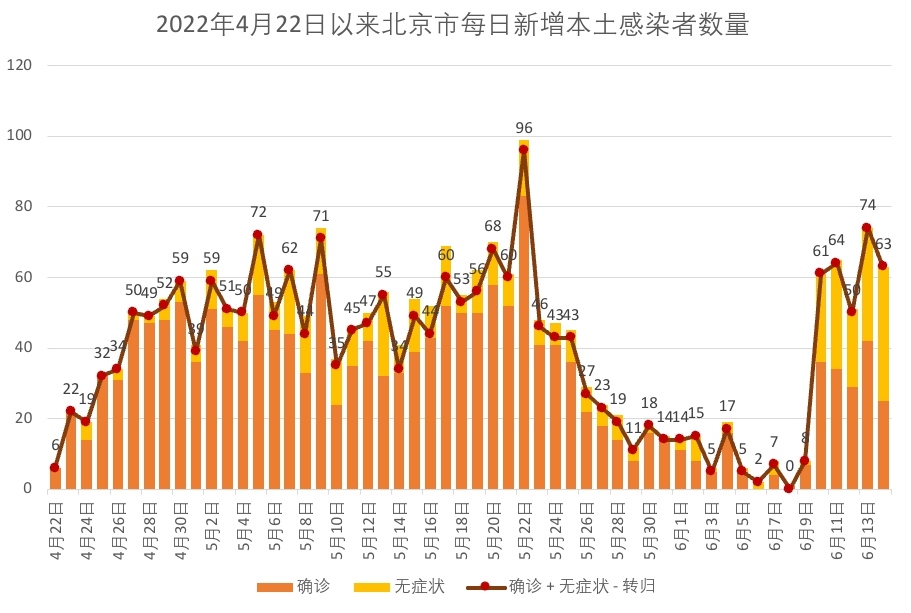 2022年4月22日以来北京市每日新增本土感染者数量
120
100
80
60
40
20
0
6
22
19
32
34
50
49
52
59
39
59
51
50
72
49
62
44
71
35
45
47
55
34
49
44
60
53
56
68
60
96
46
43
43
27
23
19
11
18
14
14
15
5
17
5
2
7
0
8
61
64
50
74
63
4月22日
4月24日
4月26日
4月28日
4月30日
5月2日
5月4日
5月6日
5月8日
5月10日
5月12日
5月14日
5月16日
5月18日
5月20日
5月22日
5月24日
5月26日
5月28日
5月30日
6月1日
6月3日
6月5日
6月7日
6月9日
6月11日
6月13日
确诊 无症状 确诊 + 无症状 - 转归